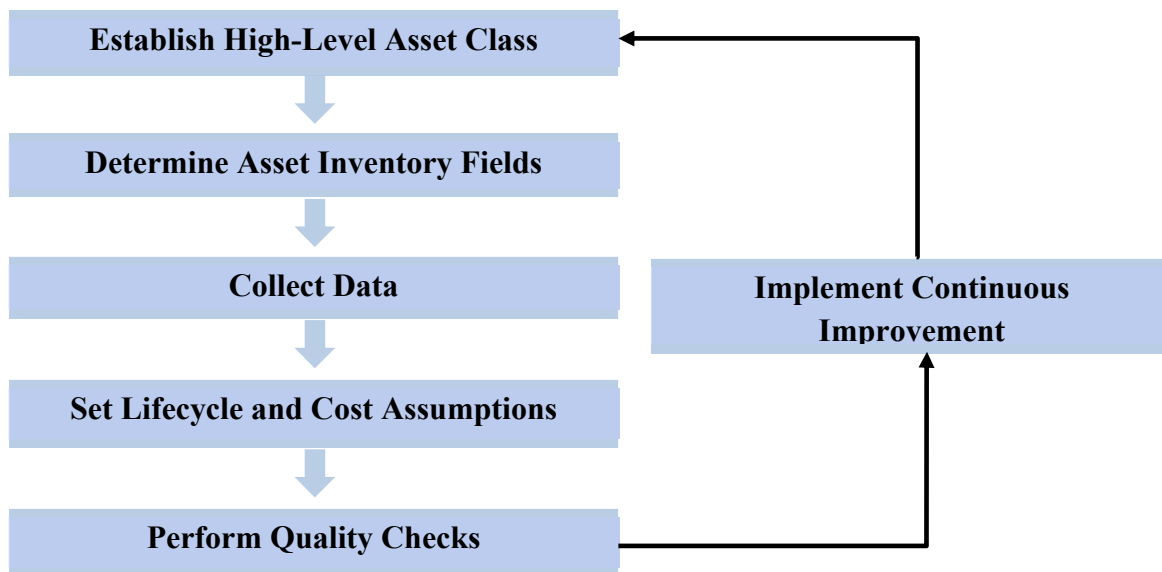 Establish High-Level Asset Class
Determine Asset Inventory Fields
Collect Data
Set Lifecycle and Cost Assumptions
Perform Quality Checks
Implement Continuous
Improvement